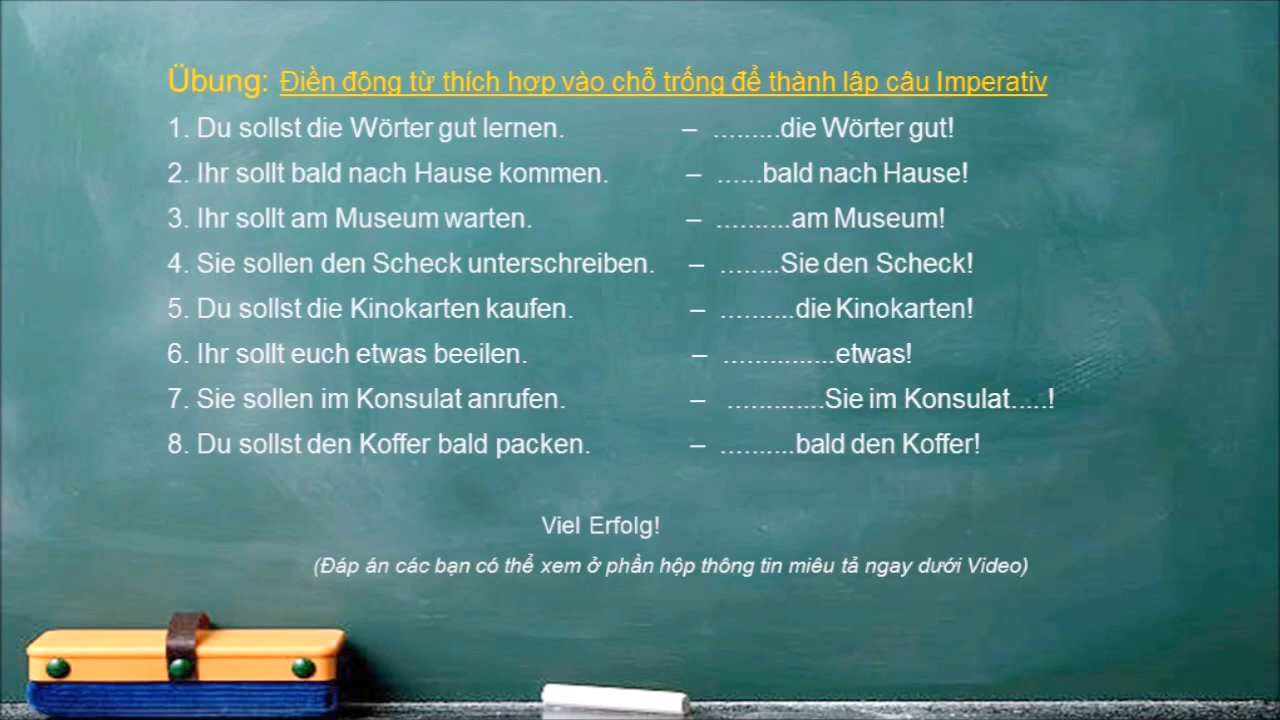 Übung: Điền động từ thích hợp vào chỗ trống để thành lập câu Imperativ
1. Du sollst die Wörter gut lernen. – .........die Wörter gut!
2. Ihr sollt bald nach Hause kommen. – ......bald nach Hause!
3. Ihr sollt am Museum warten. – ..........am Museum!
4. Sie sollen den Scheck unterschreiben. – ........Sie den Scheck!
5. Du sollst die Kinokarten kaufen. – ..........die Kinokarten!
6. Ihr sollt euch etwas beeilen. – ...............etwas!
7. Sie sollen im Konsulat anrufen. – .............Sie im Konsulat.....!
8. Du sollst den Koffer bald packen. – ..........bald den Koffer!
Viel Erfolg!
(Đáp án các bạn có thể xem ở phần hộp thông tin miêu tả ngay dưới Video)